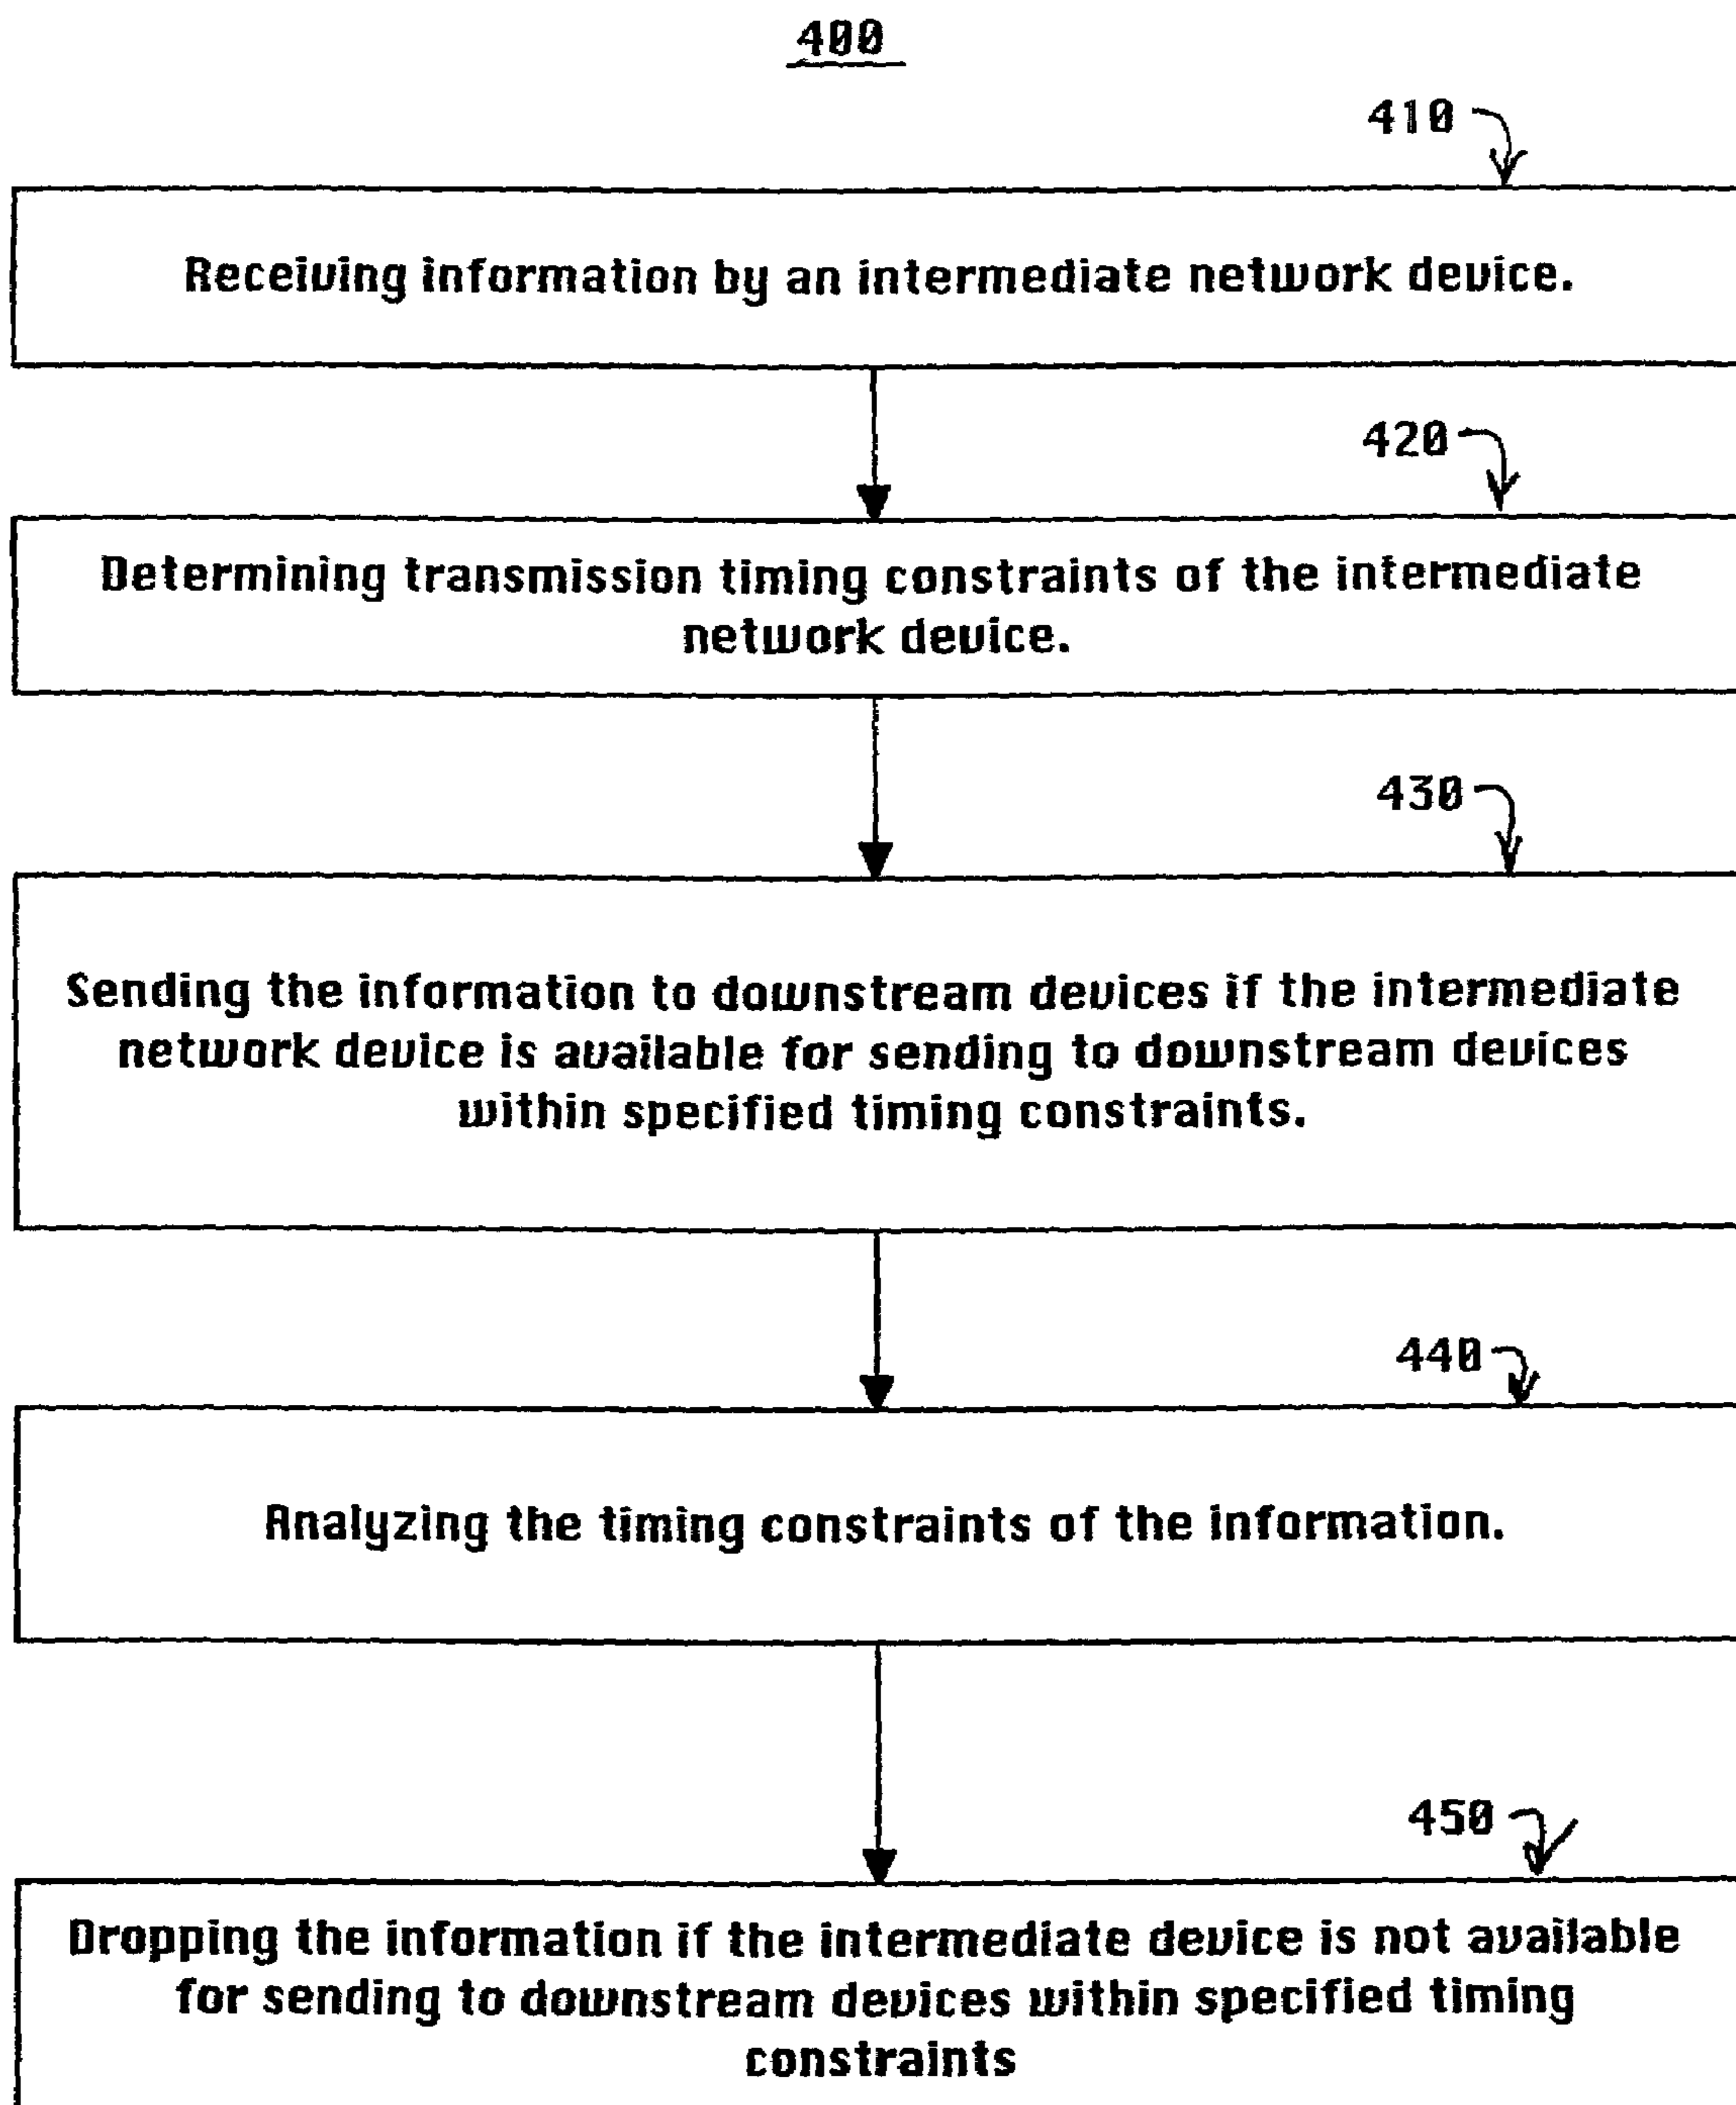 400
410
Receiving information by an intermediate network device.
420
Determining transmission timing constraints of the intermediate
network device.
430
Sending the information to downstream devices if the intermediate
network device is available for sending to downstream devices
within specified timing constraints.
440
Analyzing the timing constraints of the information.
450
Dropping the information if the intermediate device is not available
for sending to downstream devices within specified timing
constraints